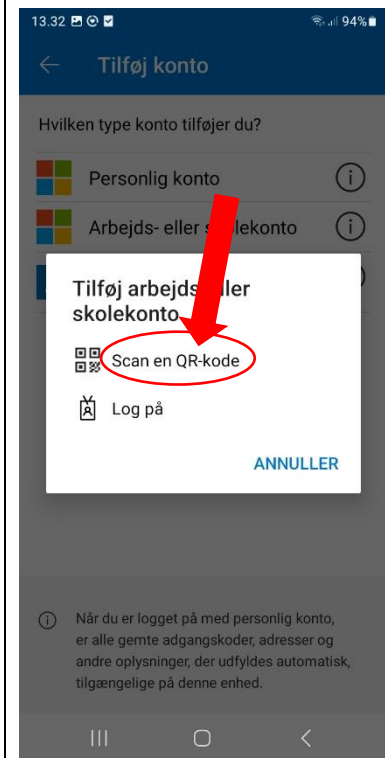 13.32 94%
Tilføj konto
Hvilken type konto tilføjer du?
Personlig konto
Arbejds- eller skolekonto
Tilføj arbejds- eller
skolekonto
Scan en QR-kode
Log på
ANNULLER
Når du er logget på med personlig konto,
er alle gemte adgangskoder, adresser og
andre oplysninger, der udfyldes automatisk,
tilgængelige på denne enhed.